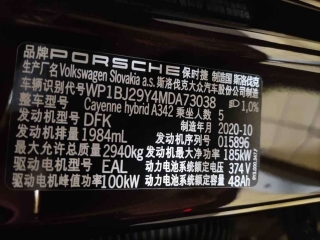 品牌 PORSCHE 保时捷 制造国 斯洛伐克
生产厂名 Volkswagen Slovakia a.s. 斯洛伐克大众汽车股份公司制造
车辆识别代号 WP1BJ29Y4MDA73038 1,0%
整车型号 Cayenne hybrid A342 乘坐人数 5
发动机型号 DFK 制造年月 2020-10
发动机排量 1984mL 发动机序列号 015896
最大允许总质量 2940kg 发动机最大净功率 185kW
驱动电机型号 EAL 动力电池系统额定电压 374V
驱动电机峰值功率 100kW 动力电池系统额定容量 48Ah